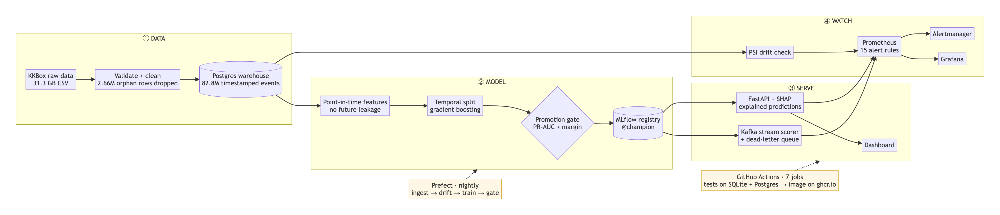 ① DATA
KKBox raw data
31.3 GB CSV
Validate + clean
2.66M orphan rows dropped
Postgres warehouse
82.8M timestamped events
② MODEL
Point-in-time features
no future leakage
Temporal split
gradient boosting
Promotion gate
PR-AUC + margin
MLflow registry
@champion
Prefect · nightly
ingest → drift → train → gate
③ SERVE
FastAPI + SHAP
explained predictions
Kafka stream scorer
+ dead-letter queue
Dashboard
GitHub Actions · 7 jobs
tests on SQLite + Postgres → image on ghcr.io
④ WATCH
PSI drift check
Prometheus
15 alert rules
Alertmanager
Grafana